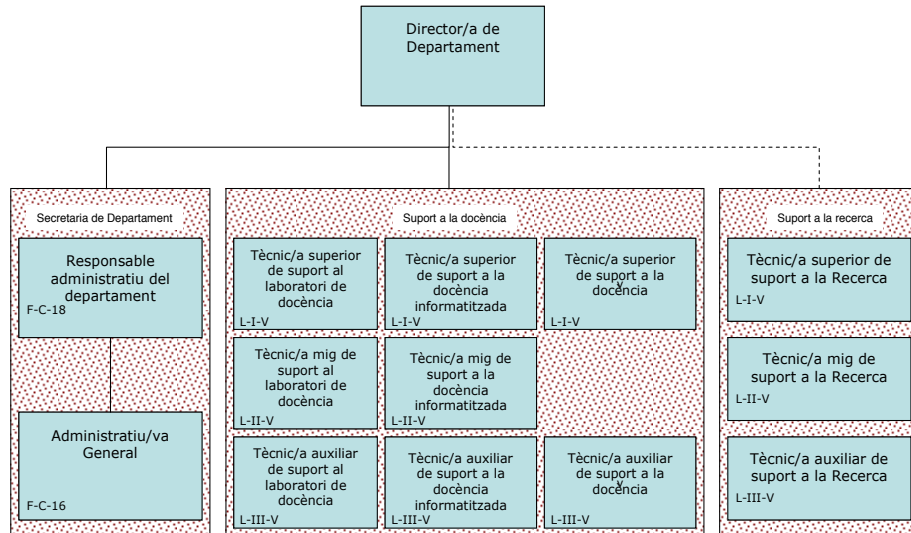 Director/a de
Departament
Secretaria de Departament
Responsable
administratiu del
departament
F-C-18
Administratiu/va
General
F-C-16
Suport a la docència
Tècnic/a superior
de suport al
laboratori de
docència
L-I-V
Tècnic/a superior
de suport a la
docència
informatitzada
L-I-V
Tècnic/a superior
de suport a la
docència
v
L-I-V
Tècnic/a mig de
suport al
laboratori de
docència
L-II-V
Tècnic/a mig de
suport a la
docència
informatitzada
L-II-V
Tècnic/a auxiliar
de suport al
laboratori de
docència
L-III-V
Tècnic/a auxiliar
de suport a la
docència
informatitzada
L-III-V
Tècnic/a auxiliar
de suport a la
docència
v
L-III-V
Suport a la recerca
Tècnic/a superior de
suport a la Recerca
L-I-V
Tècnic/a mig de
suport a la Recerca
L-II-V
Tècnic/a auxiliar de
suport a la Recerca
L-III-V